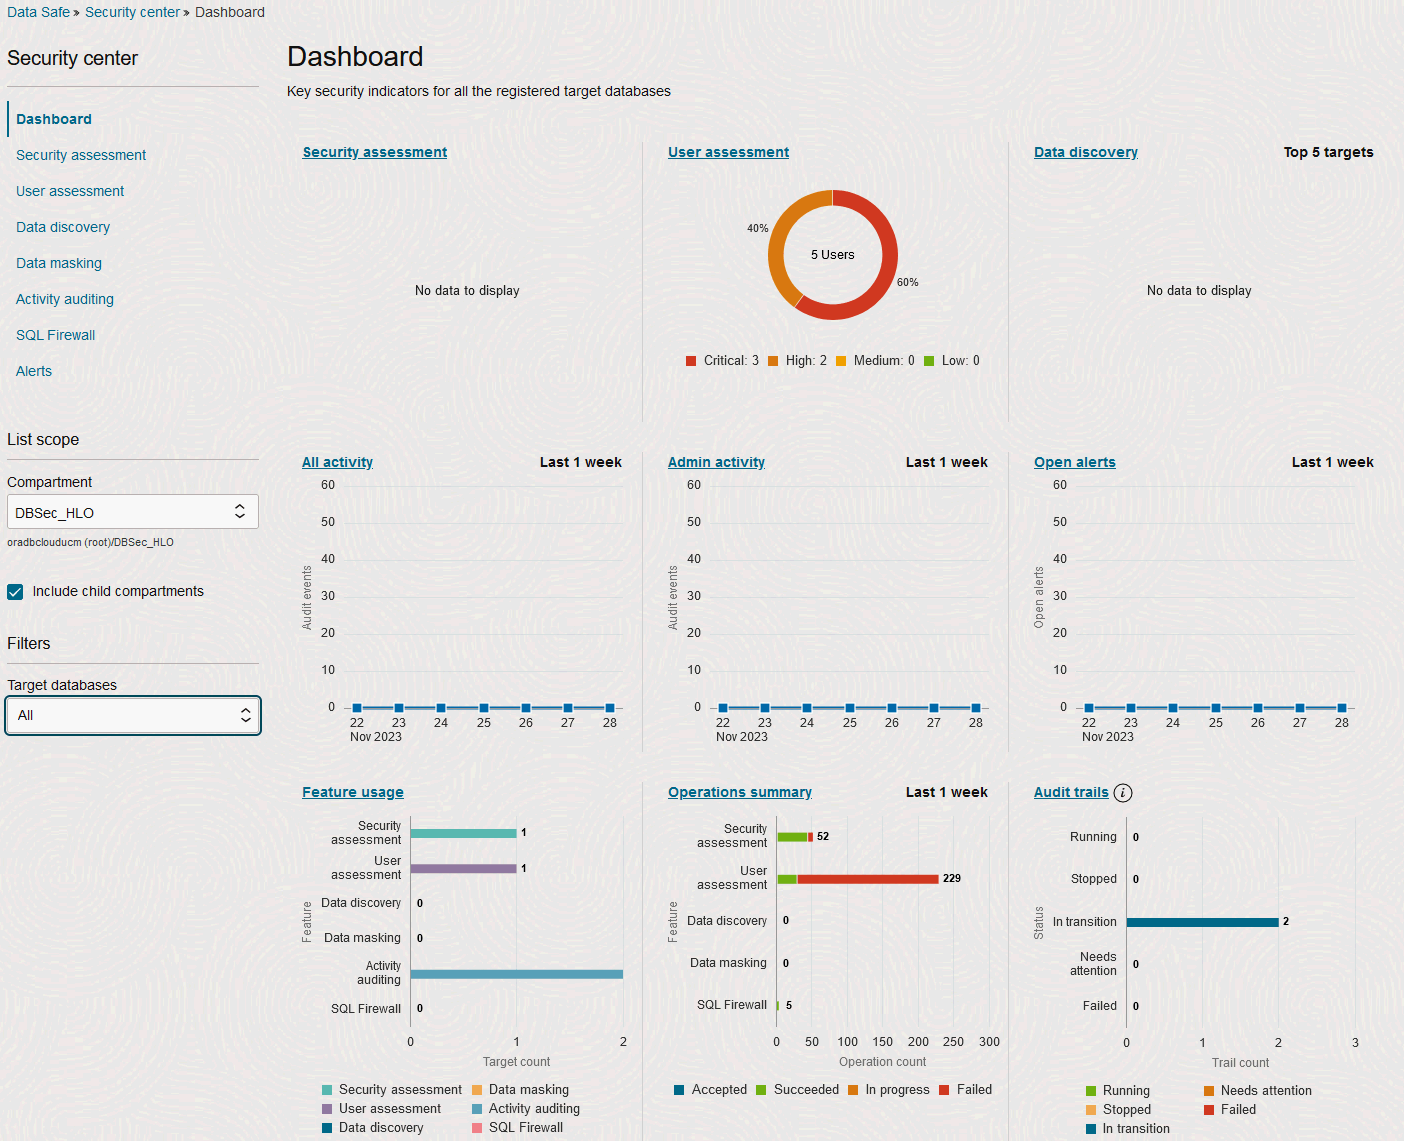 Data Safe » Security center » Dashboard
Security center
Dashboard
Security assessment
User assessment
Data discovery
Data masking
Activity auditing
SQL Firewall
Alerts
List scope
Compartment
DBSec_HLO
oradbclouducm (root)/DBSec_HLO
Include child compartments
Filters
Target databases
All
Dashboard
Key security indicators for all the registered target databases
Security assessment
No data to display
User assessment
40%
5 Users
60%
Critical: 3 High: 2 Medium: 0 Low: 0
Data discovery Top 5 targets
No data to display
All activity Last 1 week
60
50
40
30
20
10
0
Audit events
22 23 24 25 26 27 28
Nov 2023
Admin activity Last 1 week
60
50
40
30
20
10
0
Audit events
22 23 24 25 26 27 28
Nov 2023
Open alerts Last 1 week
60
50
40
30
20
10
0
Open alerts
22 23 24 25 26 27 28
Nov 2023
Feature usage
Feature
Security
assessment 1
User
assessment 1
Data discovery 0
Data masking 0
Activity
auditing
SQL Firewall 0
0 1 2
Target count
Security assessment Data masking
User assessment Activity auditing
Data discovery SQL Firewall
Operations summary Last 1 week
Feature
Security
assessment 52
User
assessment 229
Data discovery 0
Data masking 0
SQL Firewall 5
0 50 100 150 200 250 300
Operation count
Accepted Succeeded In progress Failed
Audit trails i
Status
Running 0
Stopped 0
In transition 2
Needs
attention 0
Failed 0
0 1 2 3
Trail count
Running Needs attention
Stopped Failed
In transition